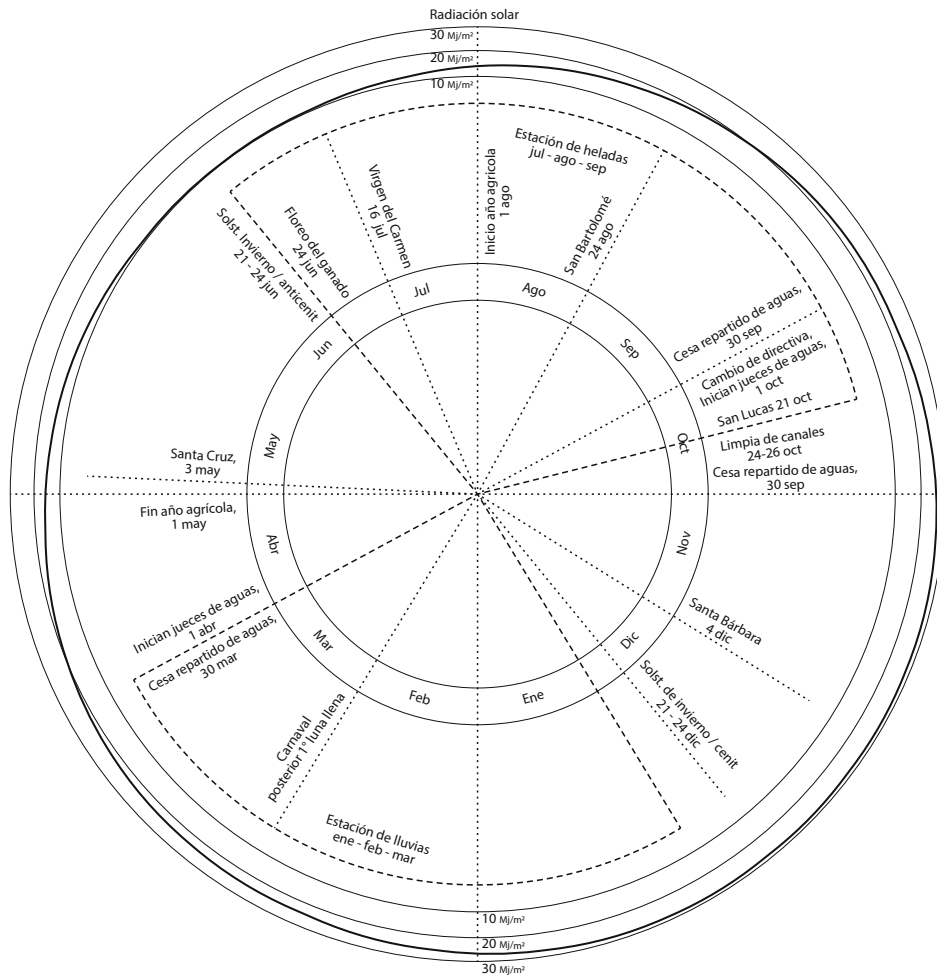 Radiación solar
30 Mj/m²
20 Mj/m²
10 Mj/m²
Estación de heladas
jul - ago - sep
Inicio año agrícola
1 ago
San Bartolomé
24 ago
Virgen del Carmen
16 jul
Floreo del ganado
24 jun
Solst. Invierno / anticenit
21 - 24 jun
Jul
Ago
Jun
Sep
Cesa repartido de aguas,
30 sep
Cambio de directiva,
Inician jueces de aguas,
1 oct
San Lucas 21 oct
Oct
Limpia de canales
24-26 oct
Cesa repartido de aguas,
30 sep
May
Santa Cruz,
3 may
Fin año agrícola,
1 may
Abr
Nov
Inician jueces de aguas,
1 abr
Cesa repartido de aguas,
30 mar
Mar
Dic
Santa Bárbara
4 dic
Solst. de invierno / cenit
21 - 24 dic
Feb
Ene
Carnaval
posterior 1° luna llena
Estación de lluvias
ene - feb - mar
10 Mj/m²
20 Mj/m²
30 Mj/m²